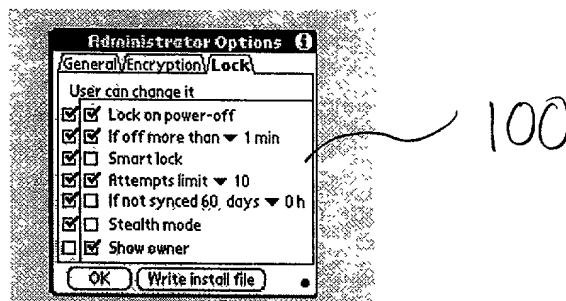 Administrator Options i
General Encryption Lock
User can change it
Lock on power-off
If off more than 1 min
Smart lock
Attempts limit 10
If not synced 60 days 0 h
Stealth mode
Show owner
OK Write install file
100